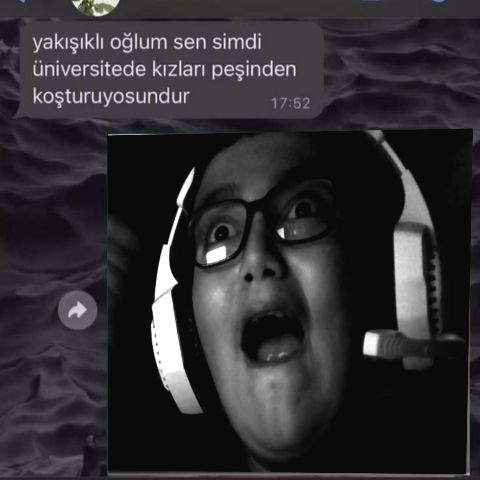 yakışıklı oğlum sen simdi
üniversitede kızları peşinden
koşturuyosundur
17:52